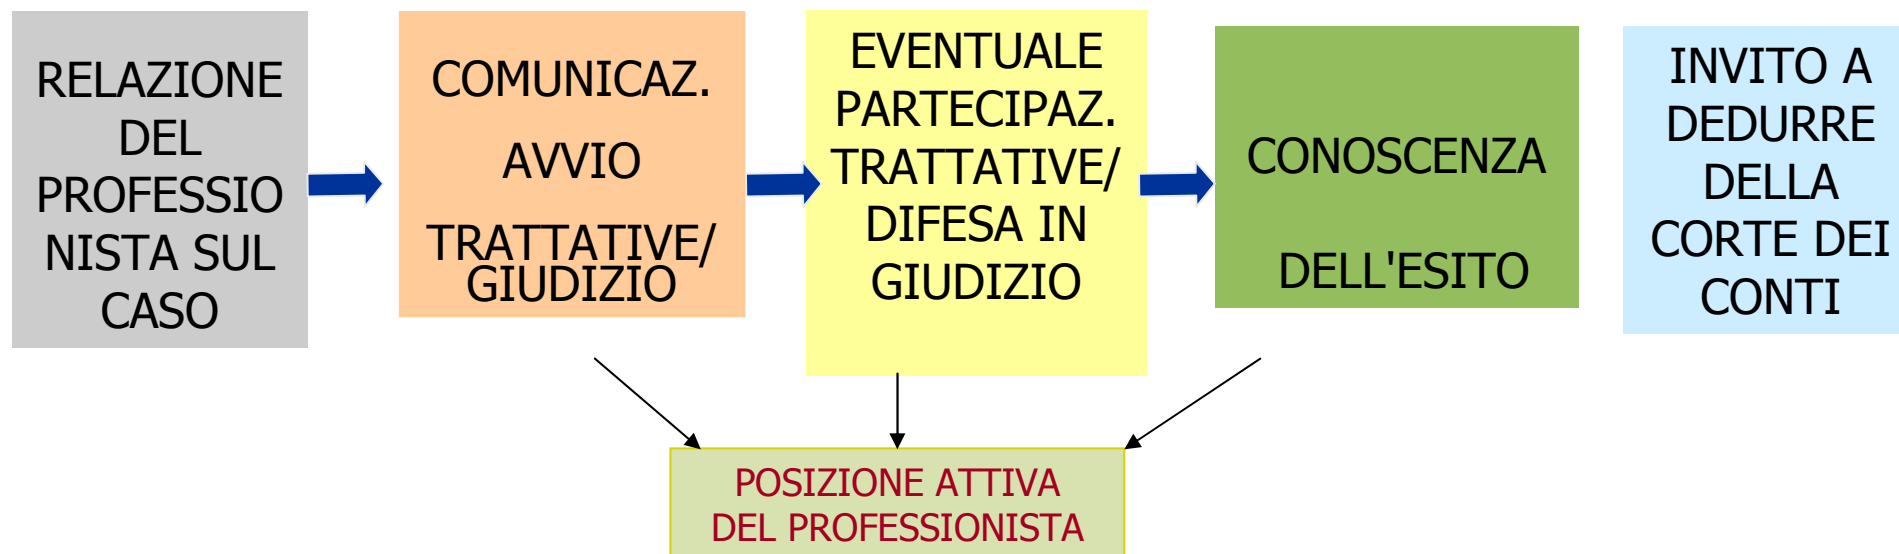 RELAZIONE
DEL
PROFESSIO
NISTA SUL
CASO
COMUNICAZ.
AVVIO
TRATTATIVE/
GIUDIZIO
EVENTUALE
PARTECIPAZ.
TRATTATIVE/
DIFESA IN
GIUDIZIO
CONOSCENZA
DELL'ESITO
INVITO A
DEDURRE
DELLA
CORTE DEI
CONTI
POSIZIONE ATTIVA
DEL PROFESSIONISTA